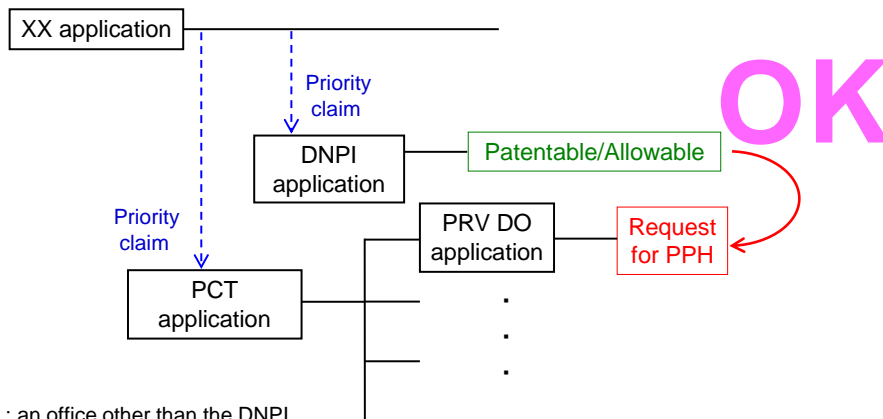 XX application
Priority
claim
OK
DNPI
application
Patentable/Allowable
Priority
claim
PRV DO
application
Request
for PPH
PCT
application
: an office other than the DNPI